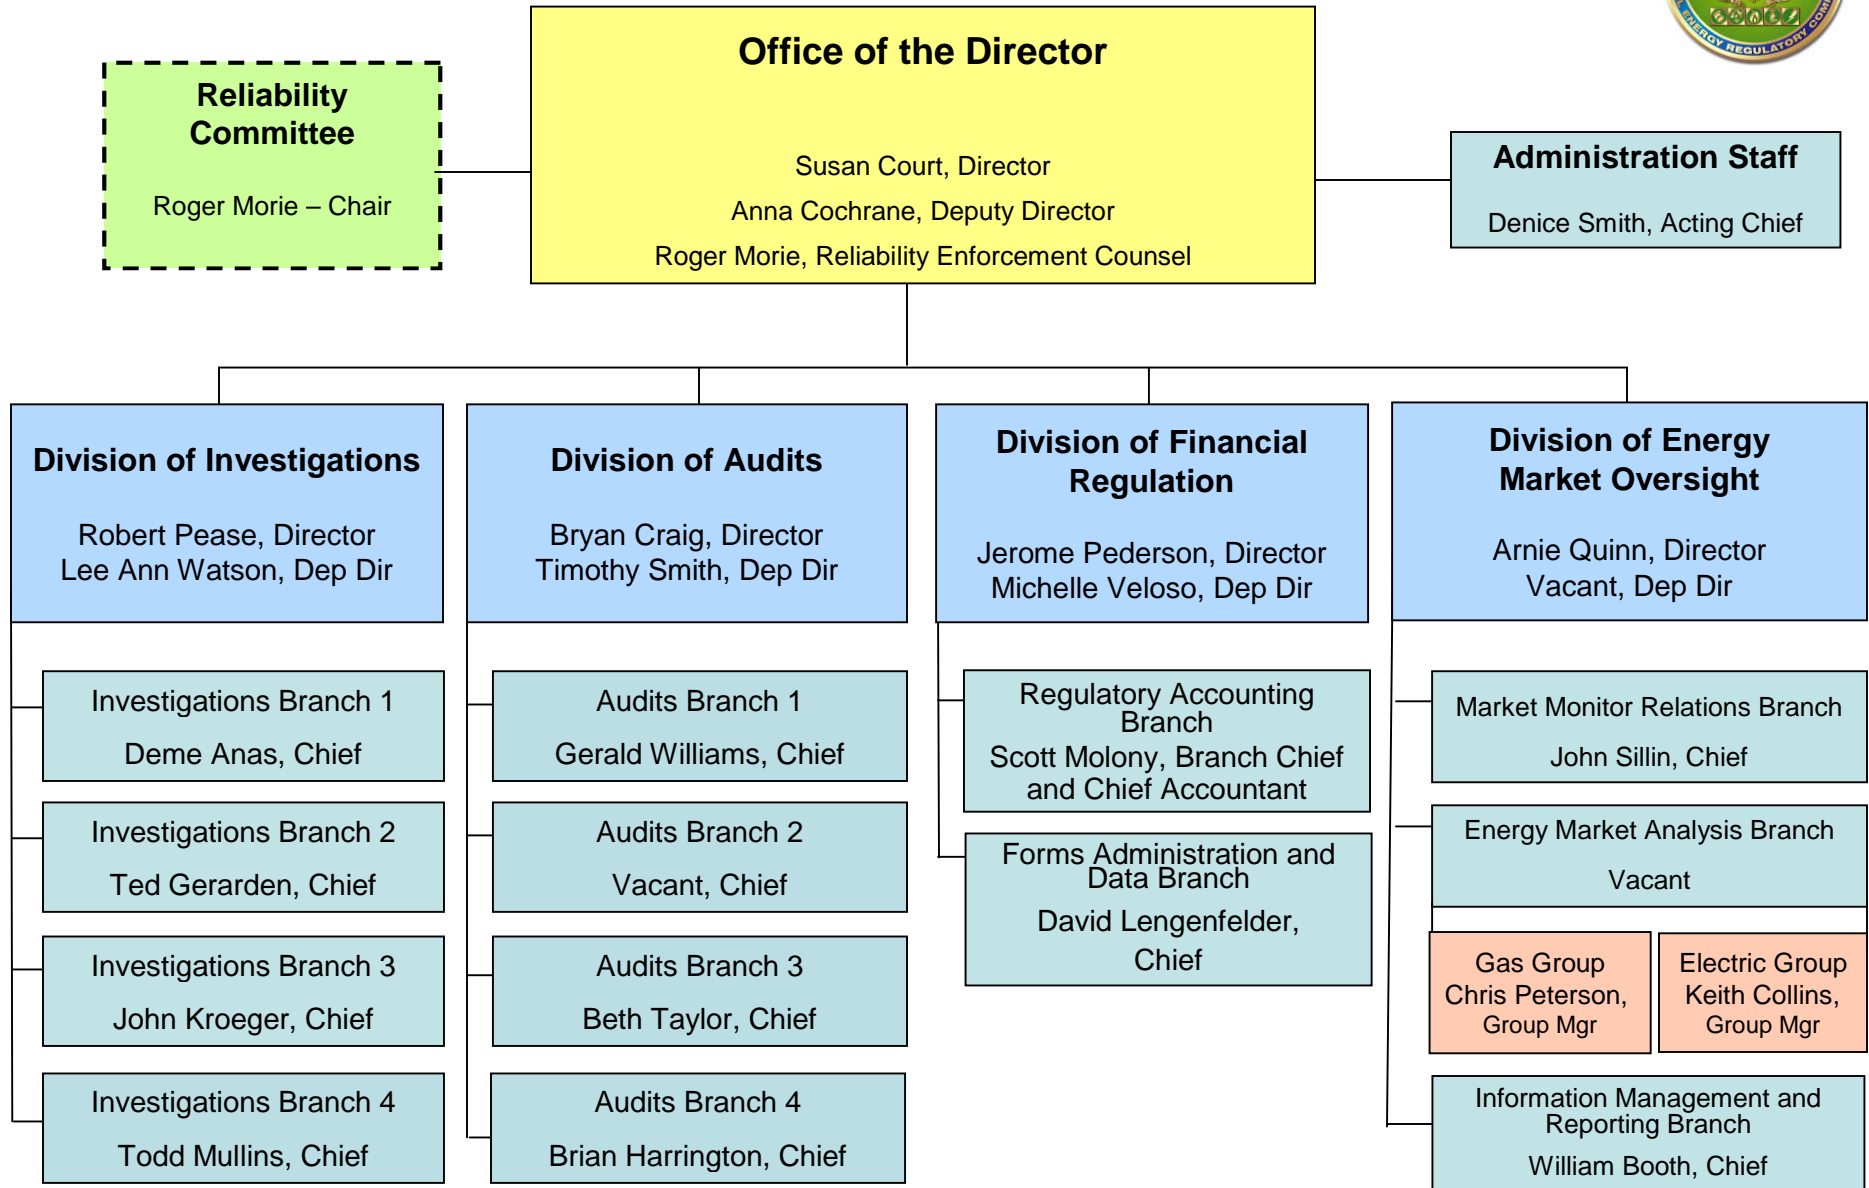 ENERGY REGULATORY COM
Office of the Director
Susan Court, Director
Anna Cochrane, Deputy Director
Roger Morie, Reliability Enforcement Counsel
Reliability
Committee
Roger Morie – Chair
Administration Staff
Denice Smith, Acting Chief
Division of Investigations
Robert Pease, Director
Lee Ann Watson, Dep Dir
Investigations Branch 1
Deme Anas, Chief
Investigations Branch 2
Ted Gerarden, Chief
Investigations Branch 3
John Kroeger, Chief
Investigations Branch 4
Todd Mullins, Chief
Division of Audits
Bryan Craig, Director
Timothy Smith, Dep Dir
Audits Branch 1
Gerald Williams, Chief
Audits Branch 2
Vacant, Chief
Audits Branch 3
Beth Taylor, Chief
Audits Branch 4
Brian Harrington, Chief
Division of Financial
Regulation
Jerome Pederson, Director
Michelle Veloso, Dep Dir
Regulatory Accounting
Branch
Scott Molony, Branch Chief
and Chief Accountant
Forms Administration and
Data Branch
David Lengenfelder,
Chief
Division of Energy
Market Oversight
Arnie Quinn, Director
Vacant, Dep Dir
Market Monitor Relations Branch
John Sillin, Chief
Energy Market Analysis Branch
Vacant
Gas Group
Chris Peterson,
Group Mgr
Electric Group
Keith Collins,
Group Mgr
Information Management and
Reporting Branch
William Booth, Chief